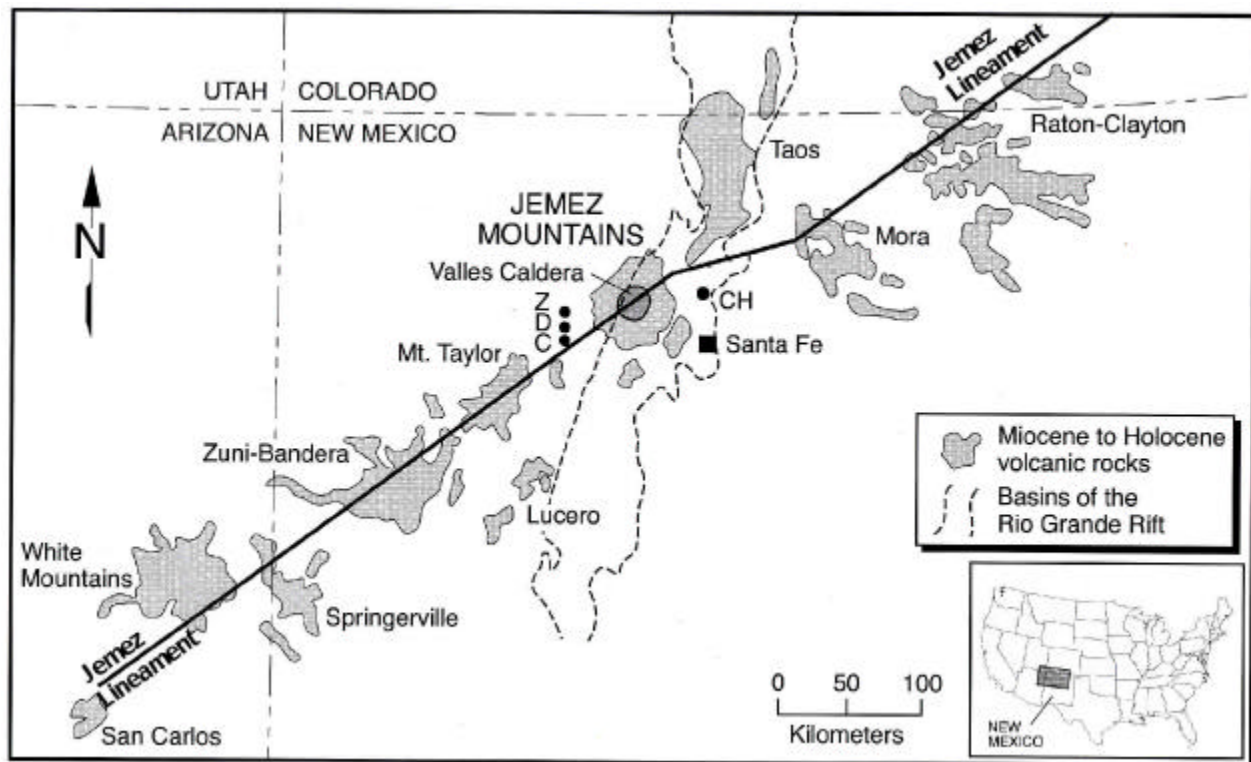 Jemez
Lineament
UTAH
COLORADO
ARIZONA
NEW MEXICO
Raton-Clayton
Taos
N
JEMEZ
MOUNTAINS
Mora
Valles Caldera
Z
D
C
CH
Santa Fe
Mt. Taylor
Zuni-Bandera
Lucero
White
Mountains
Springerville
Jemez
Lineament
San Carlos
Miocene to Holocene
volcanic rocks
Basins of the
Rio Grande Rift
0 50 100
Kilometers
F
NEW
MEXICO